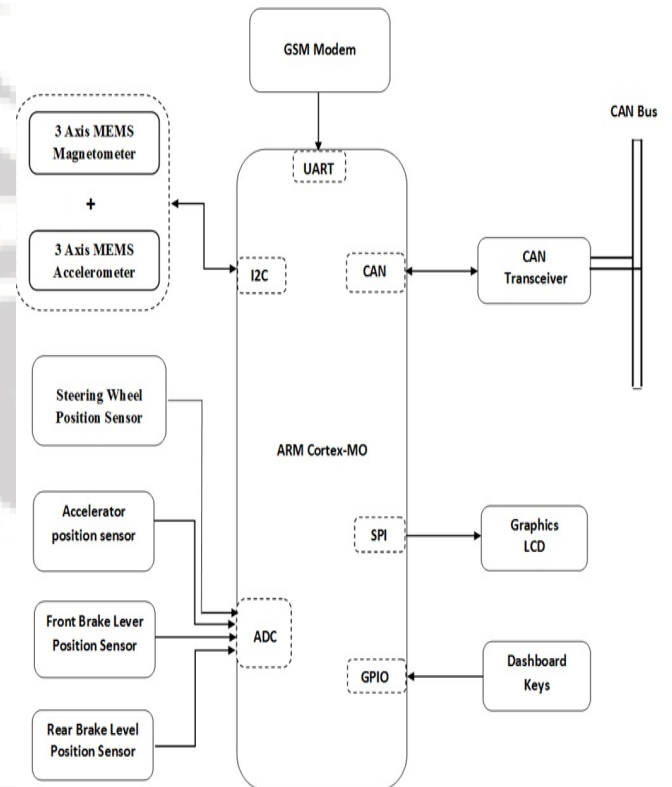 GSM Modem
CAN Bus
3 Axis MEMS
Magnetometer
+
3 Axis MEMS
Accelerometer
UART
I2C
CAN
CAN
Transceiver
Steering Wheel
Position Sensor
ARM Cortex-MO
Accelerator
position sensor
SPI
Graphics
LCD
Front Brake Lever
Position Sensor
ADC
GPIO
Dashboard
Keys
Rear Brake Level
Position Sensor